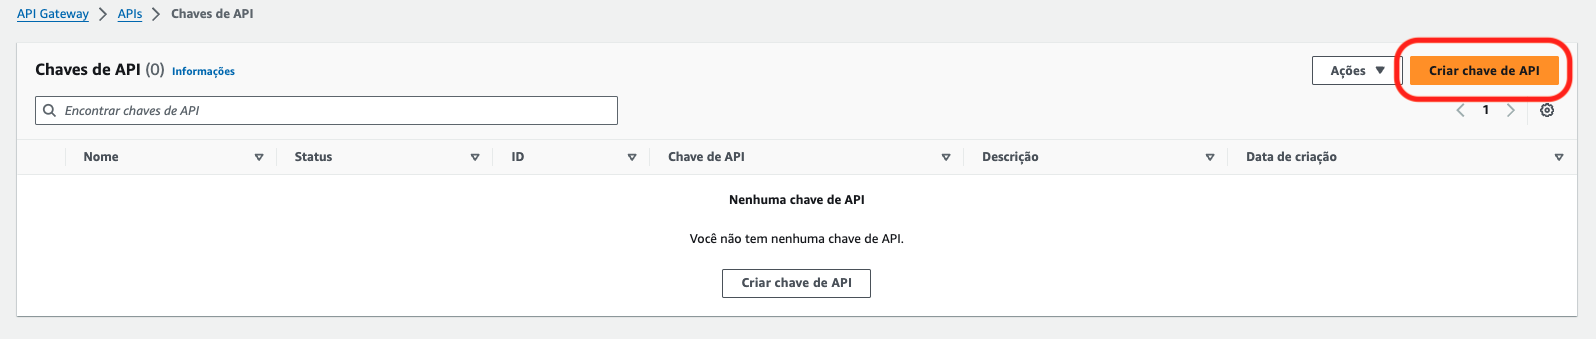 API Gateway > APIs > Chaves de API
Chaves de API (0) Informações
Ações Criar chave de API
Encontrar chaves de API
1
Nome Status ID Chave de API Descrição Data de criação
Nenhuma chave de API
Você não tem nenhuma chave de API.
Criar chave de API